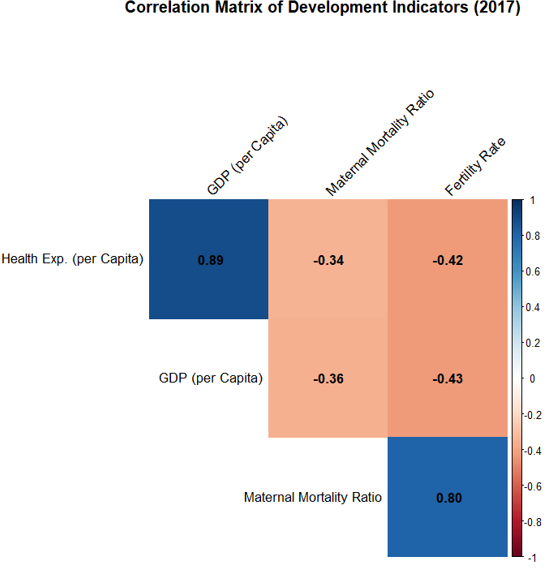 Correlation Matrix of Development Indicators (2017)
GDP (per Capita)
Maternal Mortality Ratio
Fertility Rate
Health Exp. (per Capita)
0.89
-0.34
-0.42
GDP (per Capita)
-0.36
-0.43
Maternal Mortality Ratio
0.80
1
0.8
0.6
0.4
0.2
0
-0.2
-0.4
-0.6
-0.8
-1